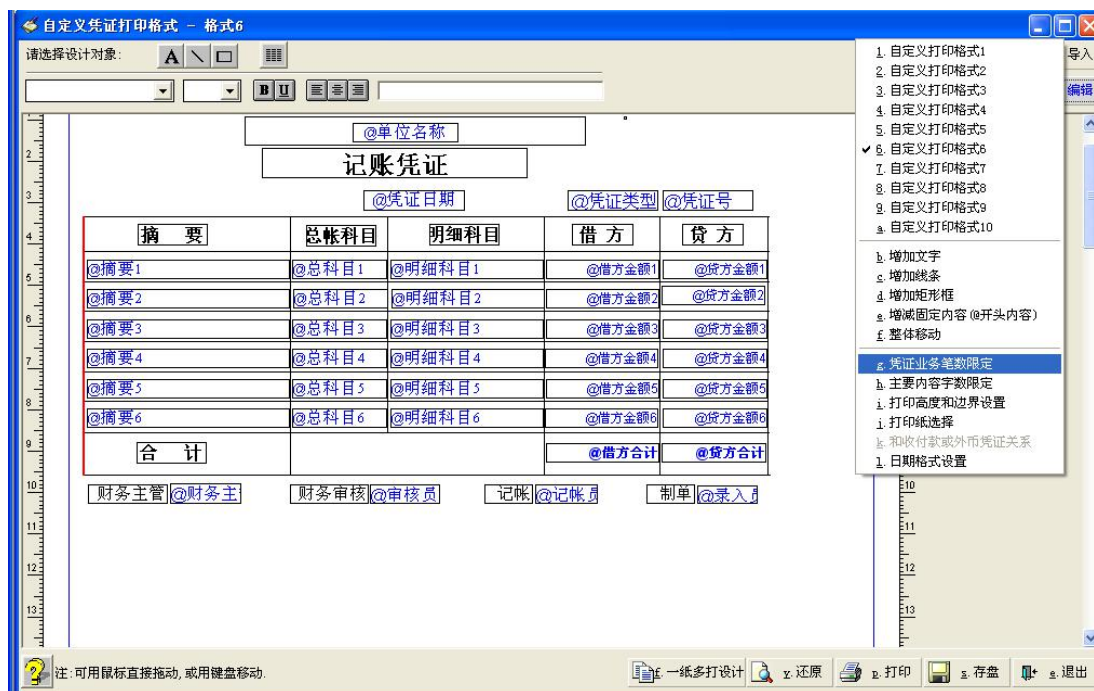 自定义凭证打印格式 - 格式6
请选择设计对象:
A
导入
B U
编辑
1. 自定义打印格式1
2. 自定义打印格式2
3. 自定义打印格式3
4. 自定义打印格式4
5. 自定义打印格式5
6. 自定义打印格式6
7. 自定义打印格式7
8. 自定义打印格式8
9. 自定义打印格式9
a. 自定义打印格式10
b. 增加文字
c. 增加线条
d. 增加矩形框
e. 增减固定内容(@开头内容)
f. 整体移动
g. 凭证业务笔数限定
h. 主要内容字数限定
i. 打印高度和边界设置
j. 打印纸选择
k. 和收付款或外币凭证关系
l. 日期格式设置
@单位名称
记账凭证
@凭证日期 @凭证类型 @凭证号
摘 要 总帐科目 明细科目 借 方 贷 方
@摘要1 @总科目1 @明细科目1 @借方金额1 @贷方金额1
@摘要2 @总科目2 @明细科目2 @借方金额2 @贷方金额2
@摘要3 @总科目3 @明细科目3 @借方金额3 @贷方金额3
@摘要4 @总科目4 @明细科目4 @借方金额4 @贷方金额4
@摘要5 @总科目5 @明细科目5 @借方金额5 @贷方金额5
@摘要6 @总科目6 @明细科目6 @借方金额6 @贷方金额6
合 计 @借方合计 @贷方合计
财务主管 @财务主 财务审核 @审核员 记帐 @记帐员 制单 @录入员
2
3
4
5
6
7
8
9
10 10
11 11
12 12
13 13
注:可用鼠标直接拖动,或用键盘移动.
f. 一纸多打设计 y. 还原 p. 打印 s. 存盘 e. 退出